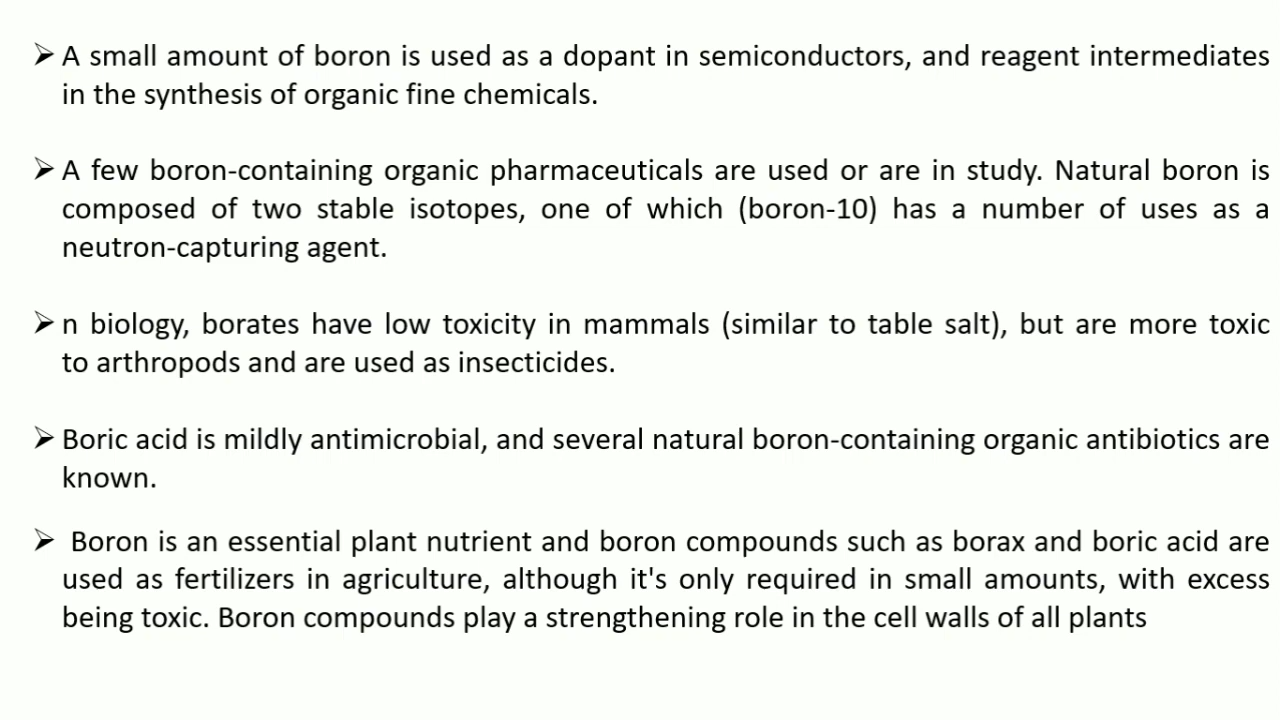 ➢ A small amount of boron is used as a dopant in semiconductors, and reagent intermediates
in the synthesis of organic fine chemicals.
➢ A few boron-containing organic pharmaceuticals are used or are in study. Natural boron is
composed of two stable isotopes, one of which (boron-10) has a number of uses as a
neutron-capturing agent.
➢ n biology, borates have low toxicity in mammals (similar to table salt), but are more toxic
to arthropods and are used as insecticides.
➢ Boric acid is mildly antimicrobial, and several natural boron-containing organic antibiotics are
known.
➢ Boron is an essential plant nutrient and boron compounds such as borax and boric acid are
used as fertilizers in agriculture, although it's only required in small amounts, with excess
being toxic. Boron compounds play a strengthening role in the cell walls of all plants